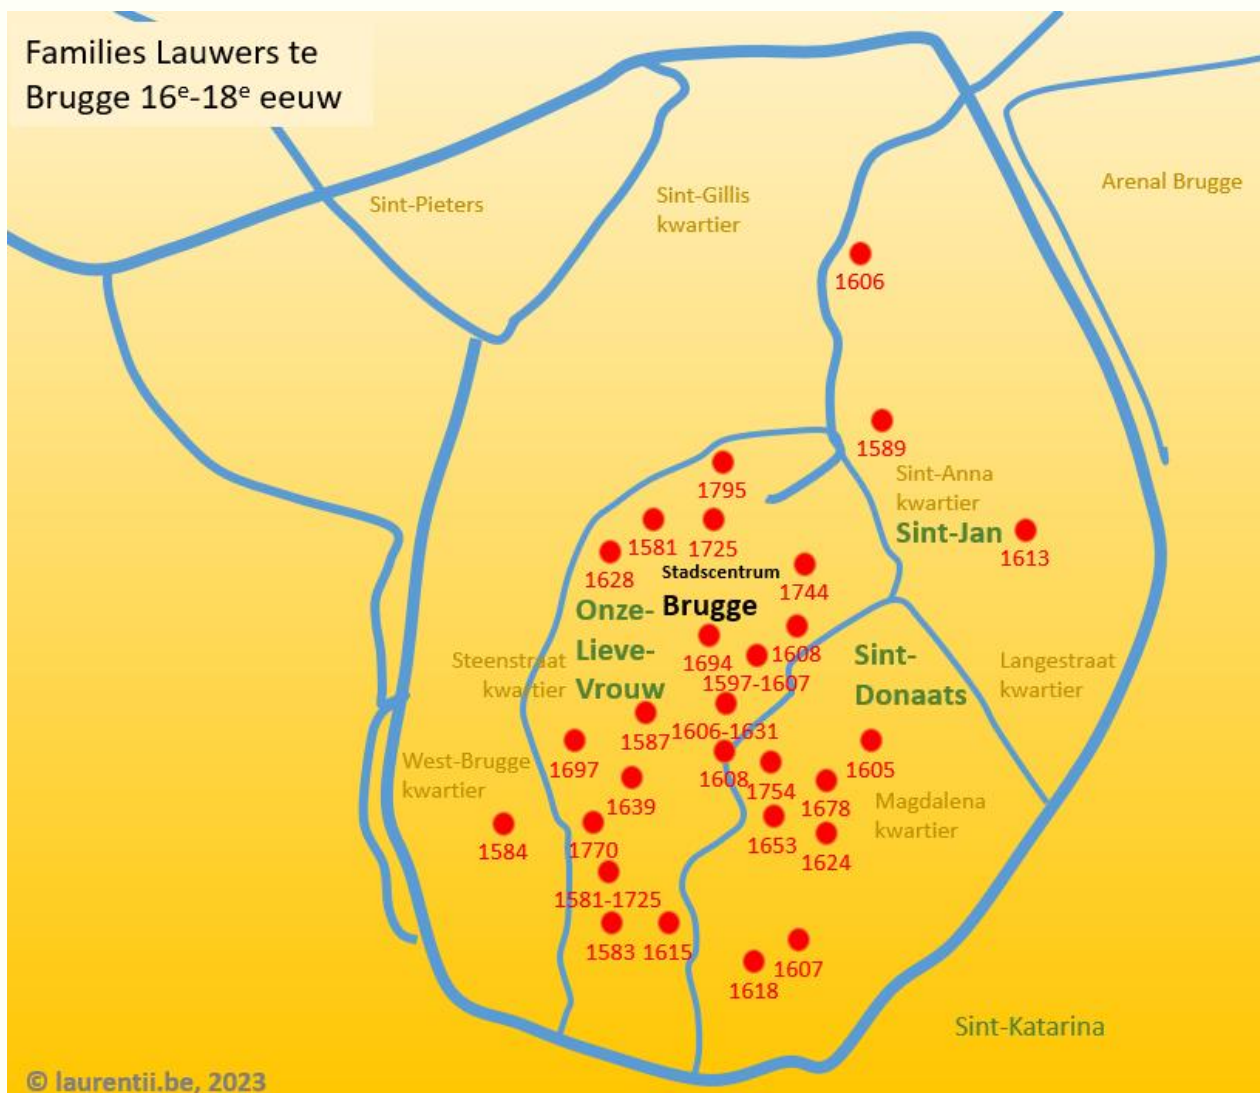 Families Lauwers te
Brugge 16e-18e eeuw
Arenal Brugge
Sint-Pieters
Sint-Gillis
kwartier
1606
1589
Sint-Anna
kwartier
Sint-Jan
1613
1795
1581
1725
1628
Stadscentrum
Brugge
1744
Onze-
Lieve-
Vrouw
1694
1608
1597-1607
Sint-
Donaats
Steenstraat
kwartier
Langestraat
kwartier
1587
1606-1631
1697
1608
1754
1605
West-Brugge
kwartier
1639
1678
Magdalena
kwartier
1653
1624
1584
1770
1581-1725
1583
1615
1607
1618
Sint-Katarina
© laurentii.be, 2023